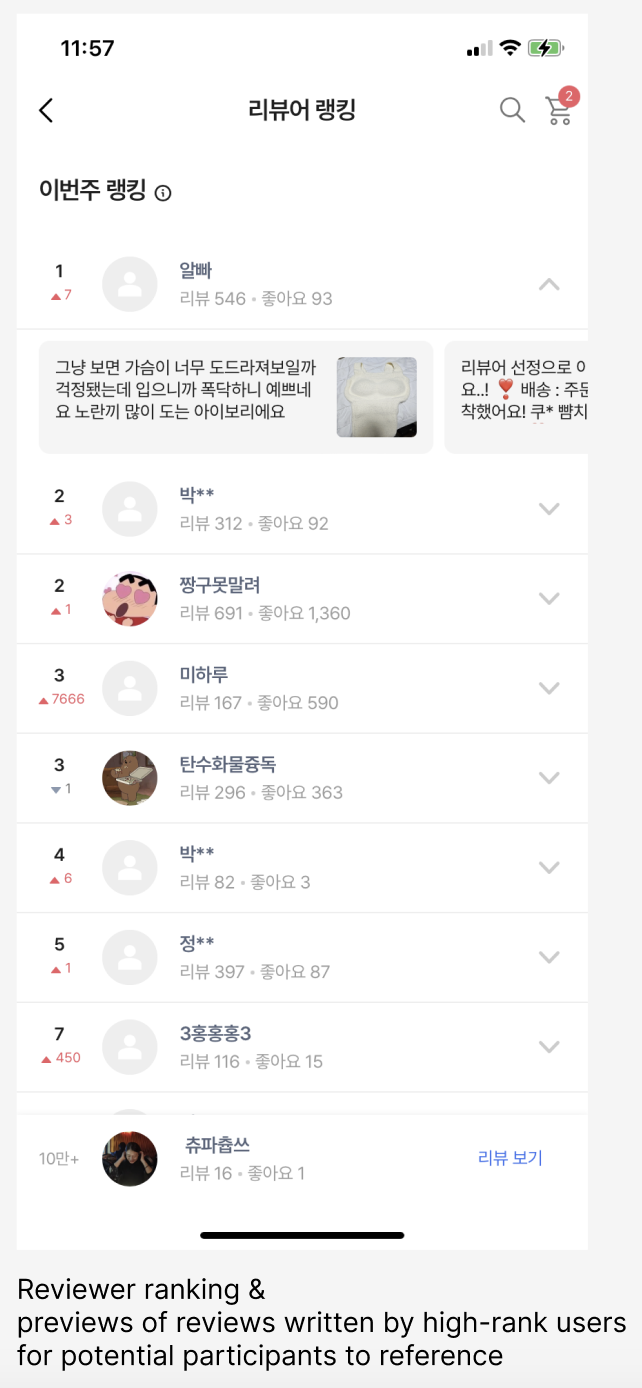 11:57
리뷰어 랭킹
2
이번주 랭킹
1
7
알빠
리뷰 546 • 좋아요 93
그냥 보면 가슴이 너무 도드라져보일까
걱정됐는데 입으니까 폭닥하니 예쁘네
요 노란끼 많이 도는 아이보리에요
리뷰어 선정으로 이
요..! ❣️ 배송 : 주문
착했어요! 쿠* 뺨치
2
3
박**
리뷰 312 • 좋아요 92
2
1
짱구못말려
리뷰 691 • 좋아요 1,360
3
7666
미하루
리뷰 167 • 좋아요 590
3
1
탄수화물즁독
리뷰 296 • 좋아요 363
4
6
박**
리뷰 82 • 좋아요 3
5
1
정**
리뷰 397 • 좋아요 87
7
450
3홍홍홍3
리뷰 116 • 좋아요 15
10만+
츄파츕쓰
리뷰 16 • 좋아요 1
리뷰 보기
Reviewer ranking &
previews of reviews written by high-rank users
for potential participants to reference